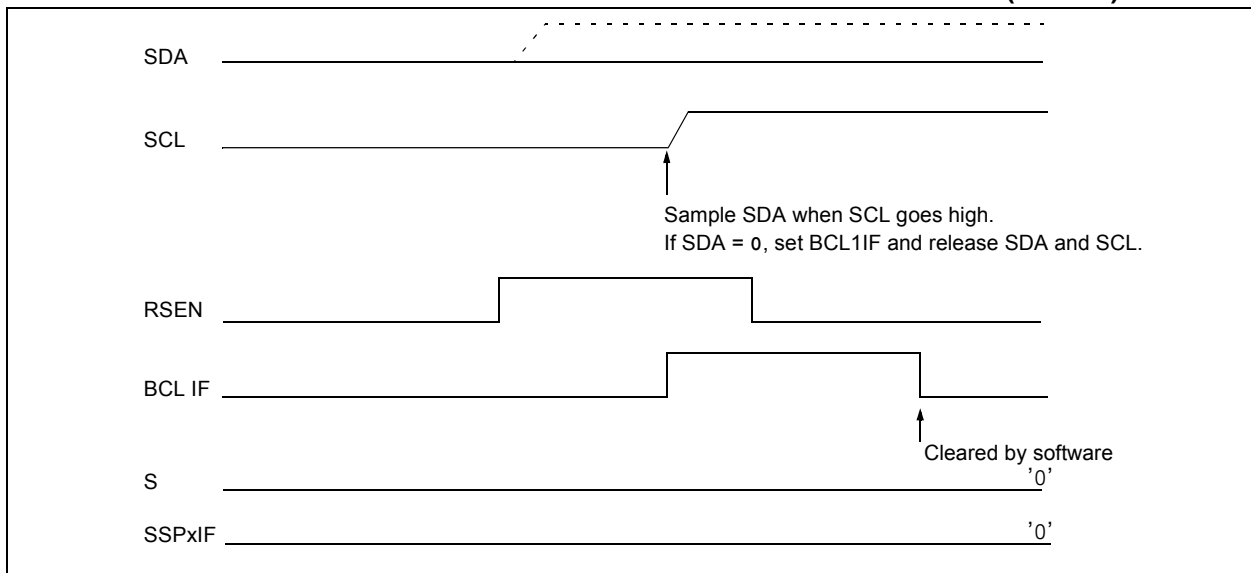 SDA
SCL
Sample SDA when SCL goes high.
If SDA = 0, set BCL1IF and release SDA and SCL.
RSEN
BCL IF
Cleared by software
S
'0'
SSPxIF
'0'